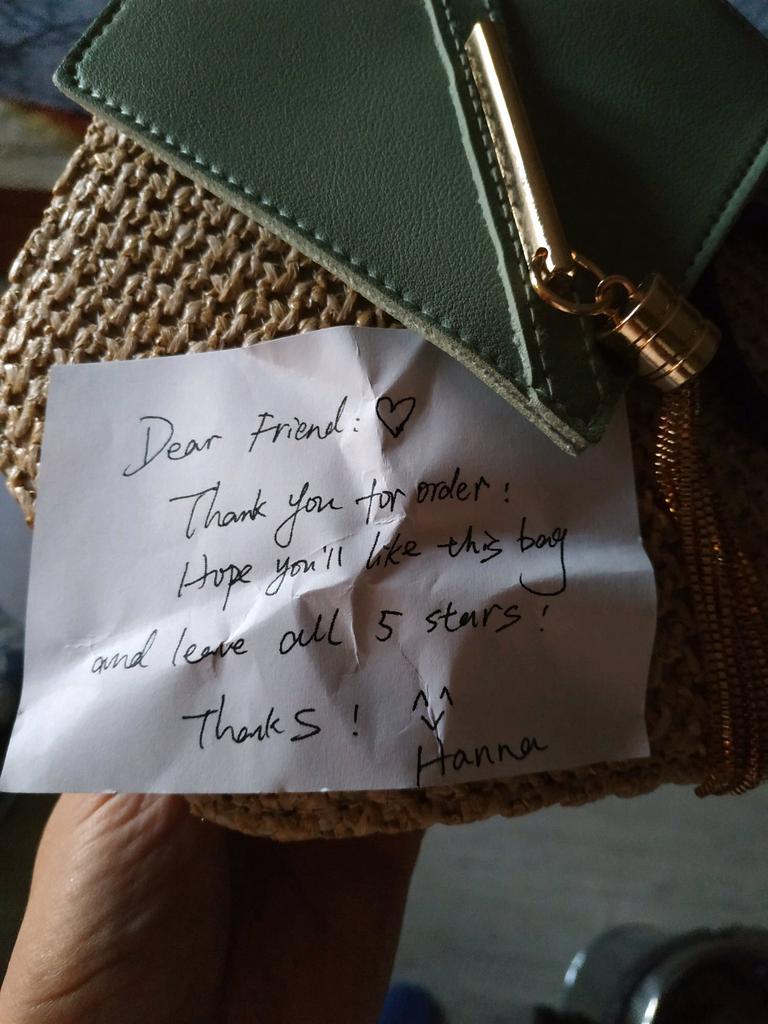 Dear Friend: ♡
Thank you for order!
Hope you'll like this bag
and leave all 5 stars!
Thanks! ^v^
Hanna